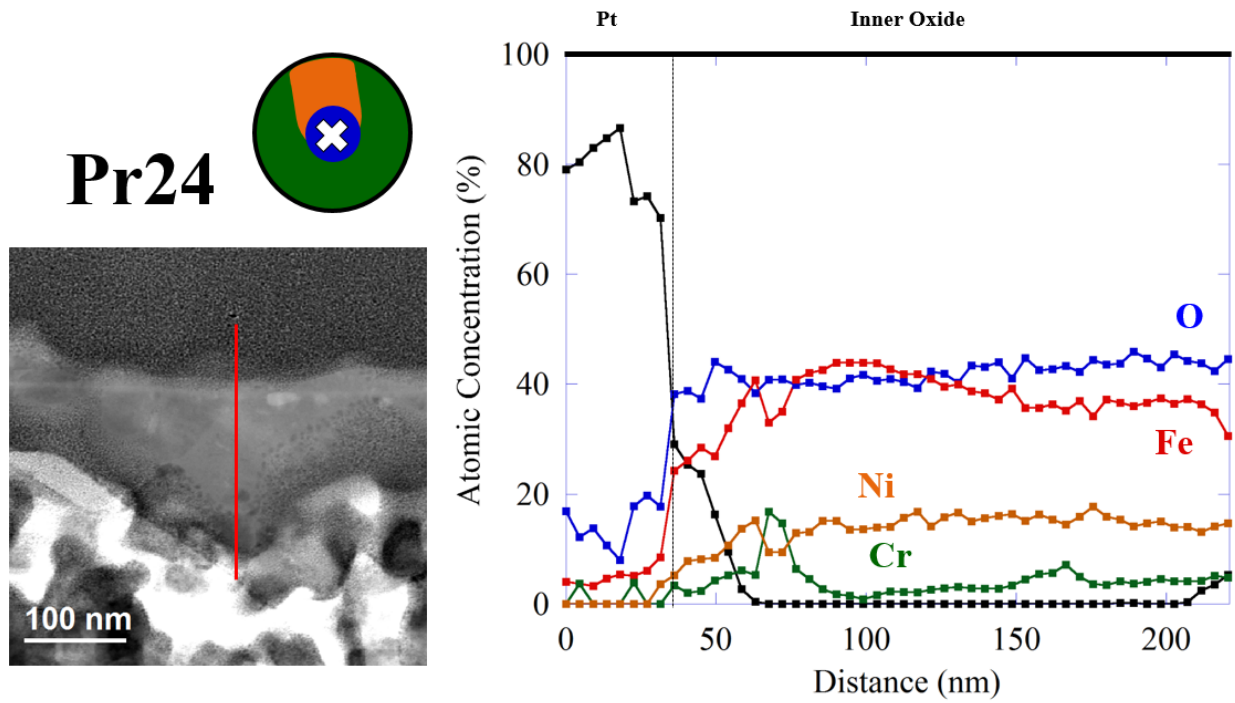 Pt
Inner Oxide
Pr24
100 nm
Atomic Concentration (%)
100
80
60
40
20
0
O
Fe
Ni
Cr
0
50
100
150
200
Distance (nm)